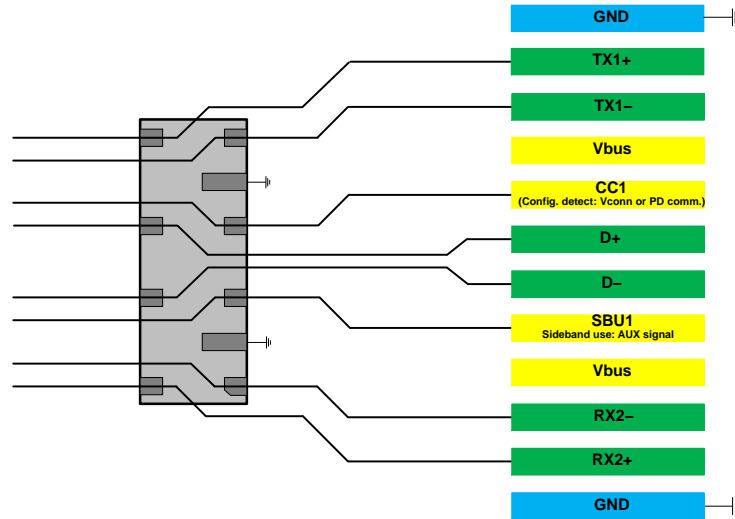 GND
TX1+
TX1−
Vbus
CC1
(Config. detect: Vconn or PD comm.)
D+
D−
SBU1
Sideband use: AUX signal
Vbus
RX2−
RX2+
GND